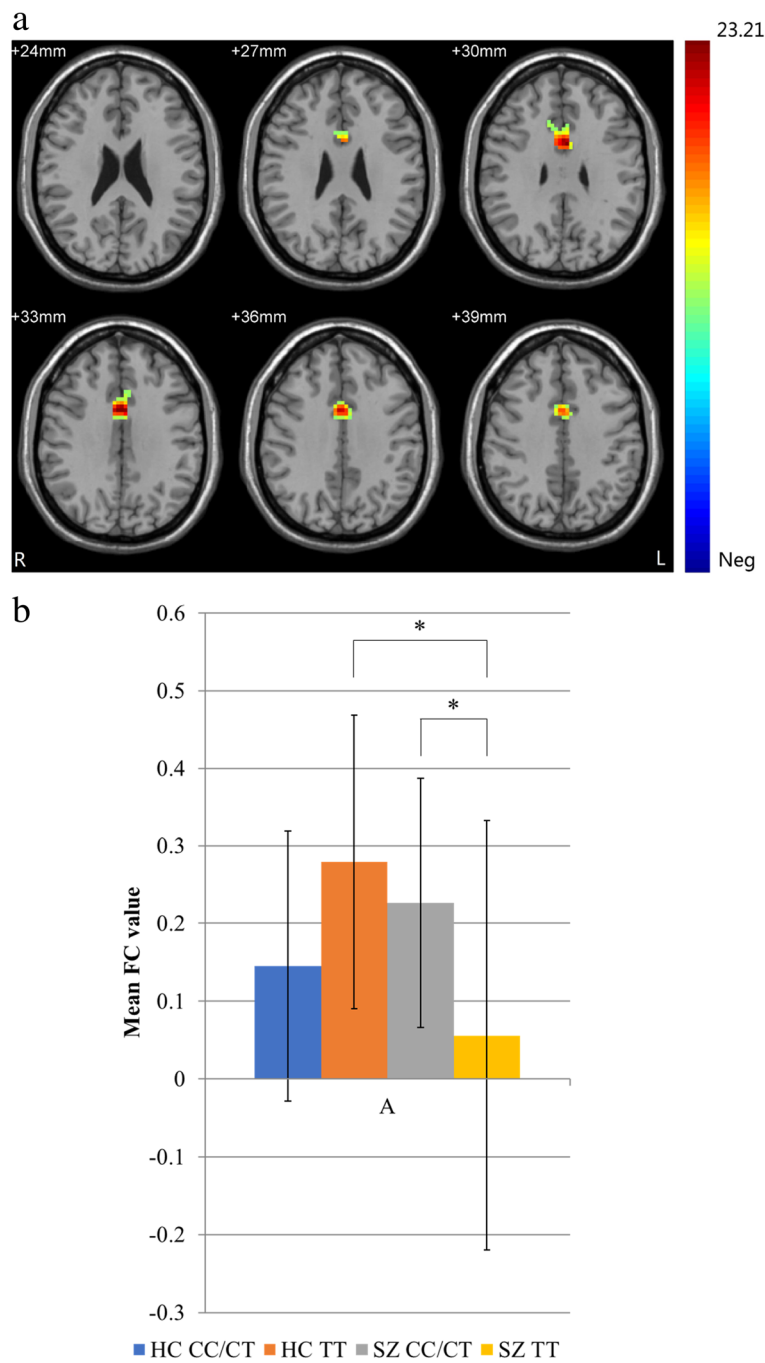 a
23.21
+24mm +27mm +30mm
+33mm +36mm +39mm
R L Neg
b
0.6
0.5
0.4
0.3
0.2
0.1
0
-0.1
-0.2
-0.3
Mean FC value
*
*
A
HC CC/CT HC TT SZ CC/CT SZ TT